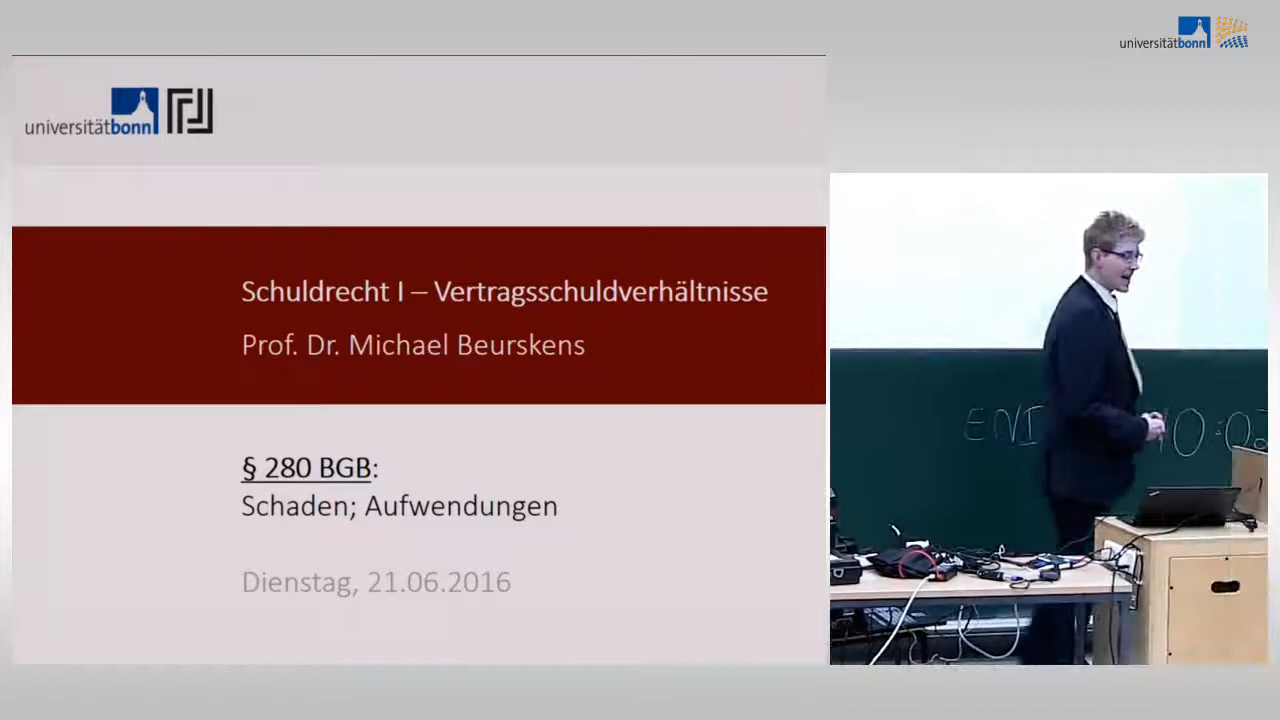 universitätbonn
universitätbonn
Schuldrecht I – Vertragsschuldverhältnisse
Prof. Dr. Michael Beurskens
§ 280 BGB:
Schaden; Aufwendungen
Dienstag, 21.06.2016